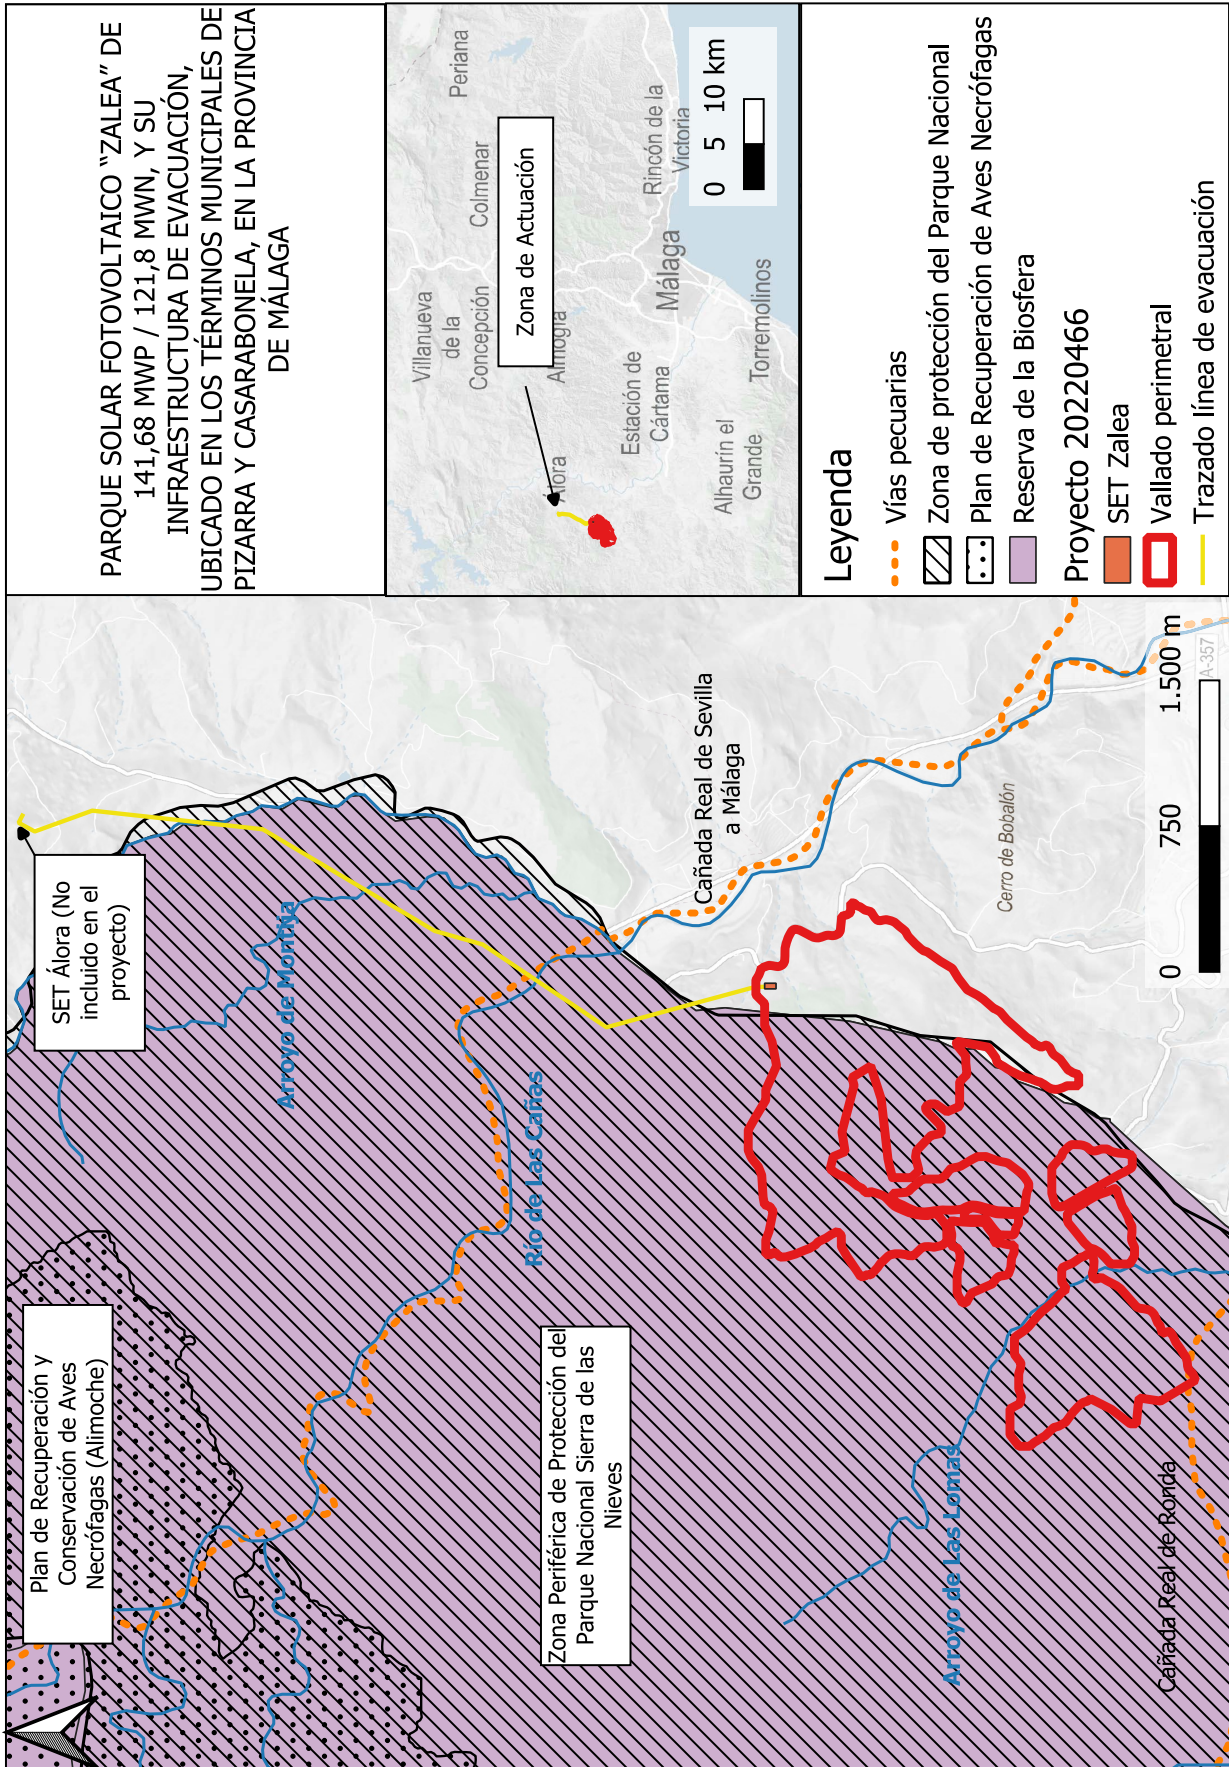 PARQUE SOLAR FOTOVOLTAICO “ZALEA” DE
141,68 MWP / 121,8 MWN, Y SU
INFRAESTRUCTURA DE EVACUACIÓN,
UBICADO EN LOS TÉRMINOS MUNICIPALES DE
PIZARRA Y CASARABONELA, EN LA PROVINCIA
DE MÁLAGA
Periana
Villanueva
de la
Concepción
Colmenar
Zona de Actuación
Almogía
Álora
Rincón de la
Victoria
Málaga
Estación de
Cártama
Torremolinos
Alhaurín el
Grande
0 5 10 km
Leyenda
Vías pecuarias
Zona de protección del Parque Nacional
Plan de Recuperación de Aves Necrófagas
Reserva de la Biosfera
Proyecto 20220466
SET Zalea
Vallado perimetral
Trazado línea de evacuación
Plan de Recuperación y
Conservación de Aves
Necrófagas (Alimoche)
SET Álora (No
incluido en el
proyecto)
Arroyo de Montija
Río de Las Cañas
Zona Periférica de Protección del
Parque Nacional Sierra de las
Nieves
Cañada Real de Sevilla
a Málaga
Cerro de Bobalón
Arroyo de Las Lomas
Cañada Real de Ronda
A-357
0 750 1.500 m